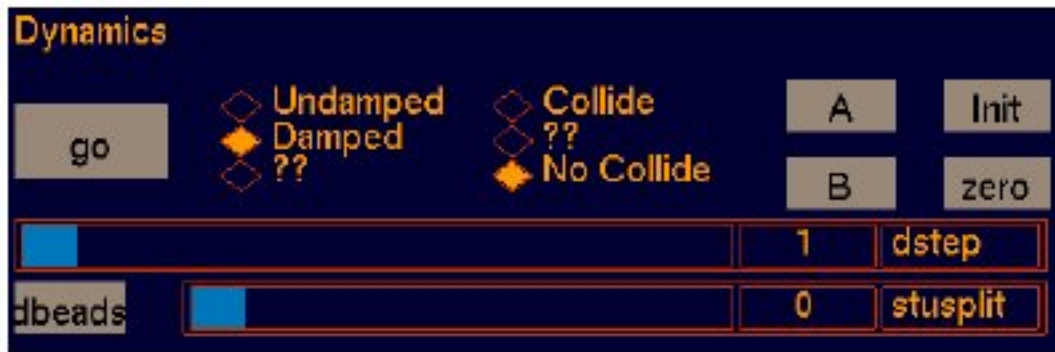 Dynamics
go
Undamped
Damped
??
Collide
??
No Collide
A
Init
B
zero
1 dstep
dbeads 0 stusplit